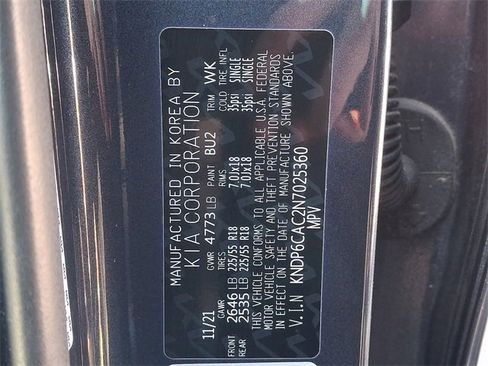 MANUFACTURED IN KOREA BY
KIA CORPORATION
11/21 GVWR 4773 LB PAINT BU2 TRIM WK
GAWR TIRES RIMS COLD TIRE INFL
FRONT 2646 LB 225/55 R18 7.0JX18 35psi SINGLE
REAR 2535 LB 225/55 R18 7.0JX18 35psi SINGLE
THIS VEHICLE CONFORMS TO ALL APPLICABLE U.S.A. FEDERAL
MOTOR VEHICLE SAFETY AND THEFT PREVENTION STANDARDS
IN EFFECT ON THE DATE OF MANUFACTURE SHOWN ABOVE.
V.I.N KNDP6CAC2N7025360
MPV